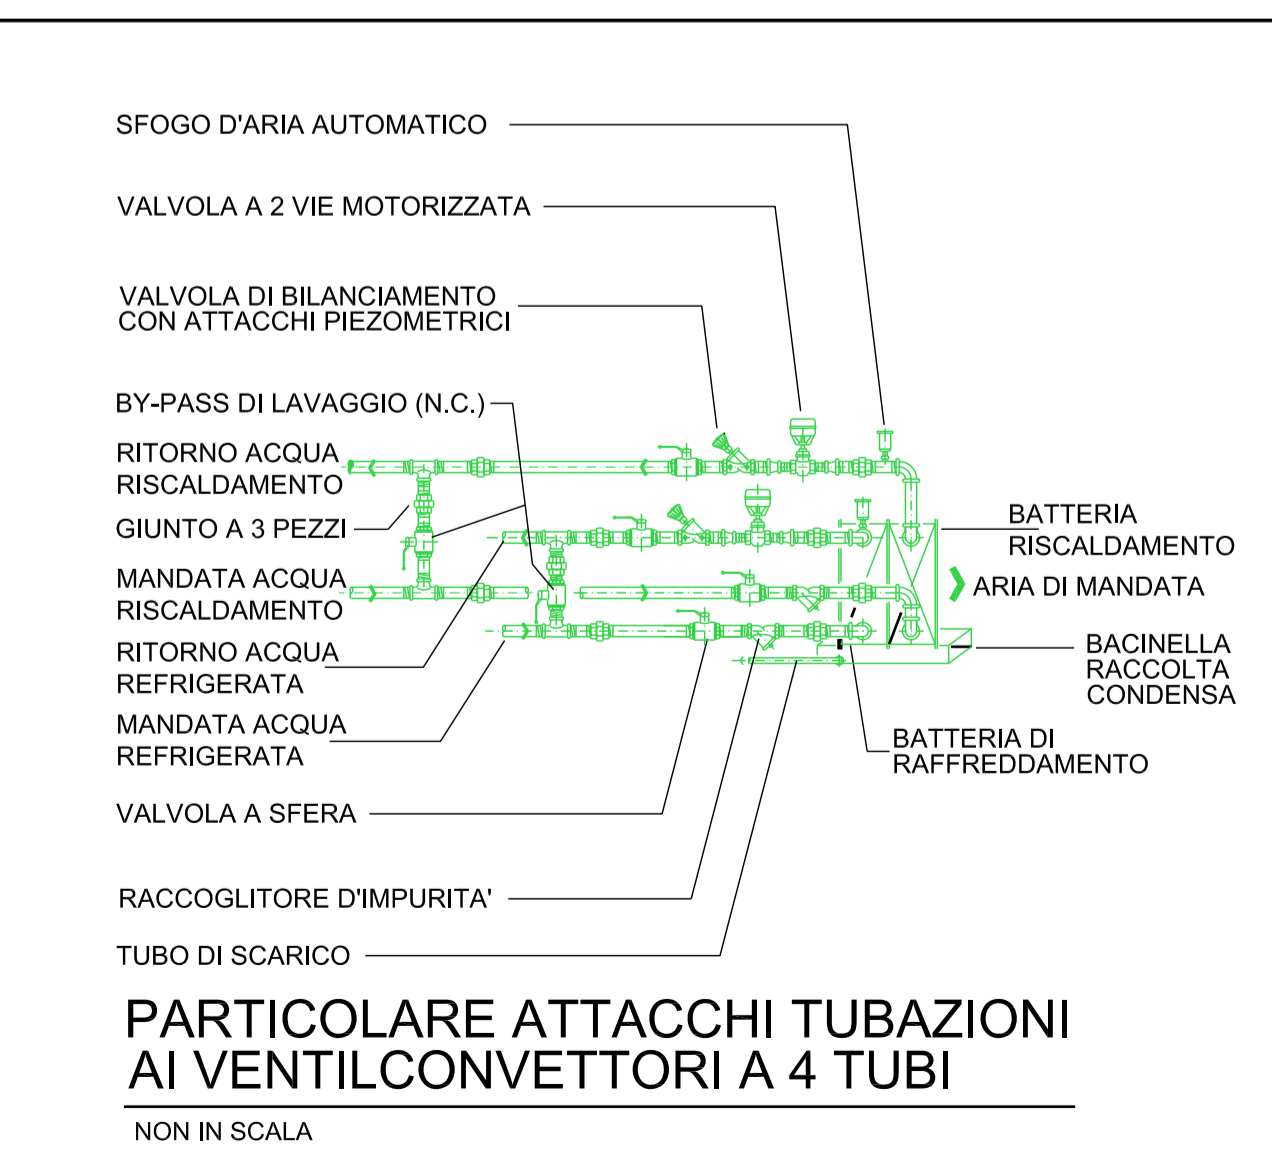 SFOGO D'ARIA AUTOMATICO
VALVOLA A 2 VIE MOTORIZZATA
VALVOLA DI BILANCIAMENTO
CON ATTACCHI PIEZOMETRICI
BY-PASS DI LAVAGGIO (N.C.)
RITORNO ACQUA
RISCALDAMENTO
GIUNTO A 3 PEZZI
MANDATA ACQUA
RISCALDAMENTO
RITORNO ACQUA
REFRIGERATA
MANDATA ACQUA
REFRIGERATA
VALVOLA A SFERA
RACCOGLITORE D'IMPURITA'
TUBO DI SCARICO
BATTERIA
RISCALDAMENTO
ARIA DI MANDATA
BACINELLA
RACCOLTA
CONDENSA
BATTERIA DI
RAFFREDDAMENTO
PARTICOLARE ATTACCHI TUBAZIONI
AI VENTILCONVETTORI A 4 TUBI
NON IN SCALA